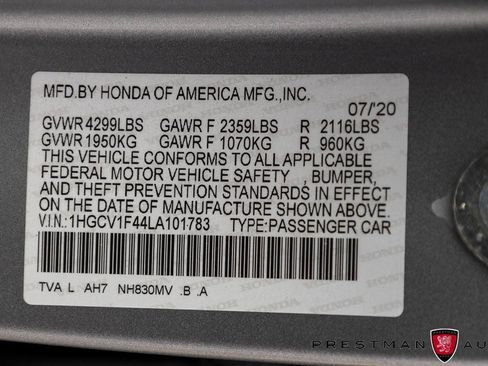 MFD.BY HONDA OF AMERICA MFG.,INC.
07/'20
GVWR 4299LBS GAWR F 2359LBS R 2116LBS
GVWR 1950KG GAWR F 1070KG R 960KG
THIS VEHICLE CONFORMS TO ALL APPLICABLE
FEDERAL MOTOR VEHICLE SAFETY , BUMPER,
AND THEFT PREVENTION STANDARDS IN EFFECT
ON THE DATE OF MANUFACTURE SHOWN ABOVE.
V.I.N.:1HGCV1F44LA101783 TYPE:PASSENGER CAR
TVA L AH7 NH830MV .B .A
PRESTMAN AU